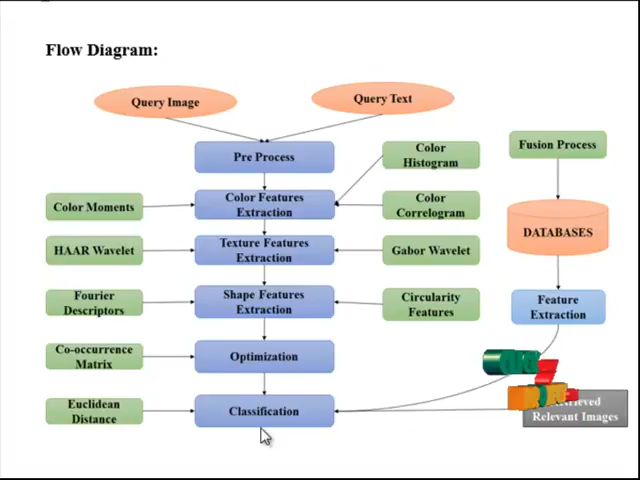 Flow Diagram:
Query Image
Query Text
Pre Process
Color
Histogram
Fusion Process
Color Moments
Color Features
Extraction
Color
Correlogram
DATABASES
HAAR Wavelet
Texture Features
Extraction
Gabor Wavelet
Fourier
Descriptors
Shape Features
Extraction
Circularity
Features
Feature
Extraction
Co-occurrence
Matrix
Optimization
Euclidean
Distance
Classification
Relevant Images